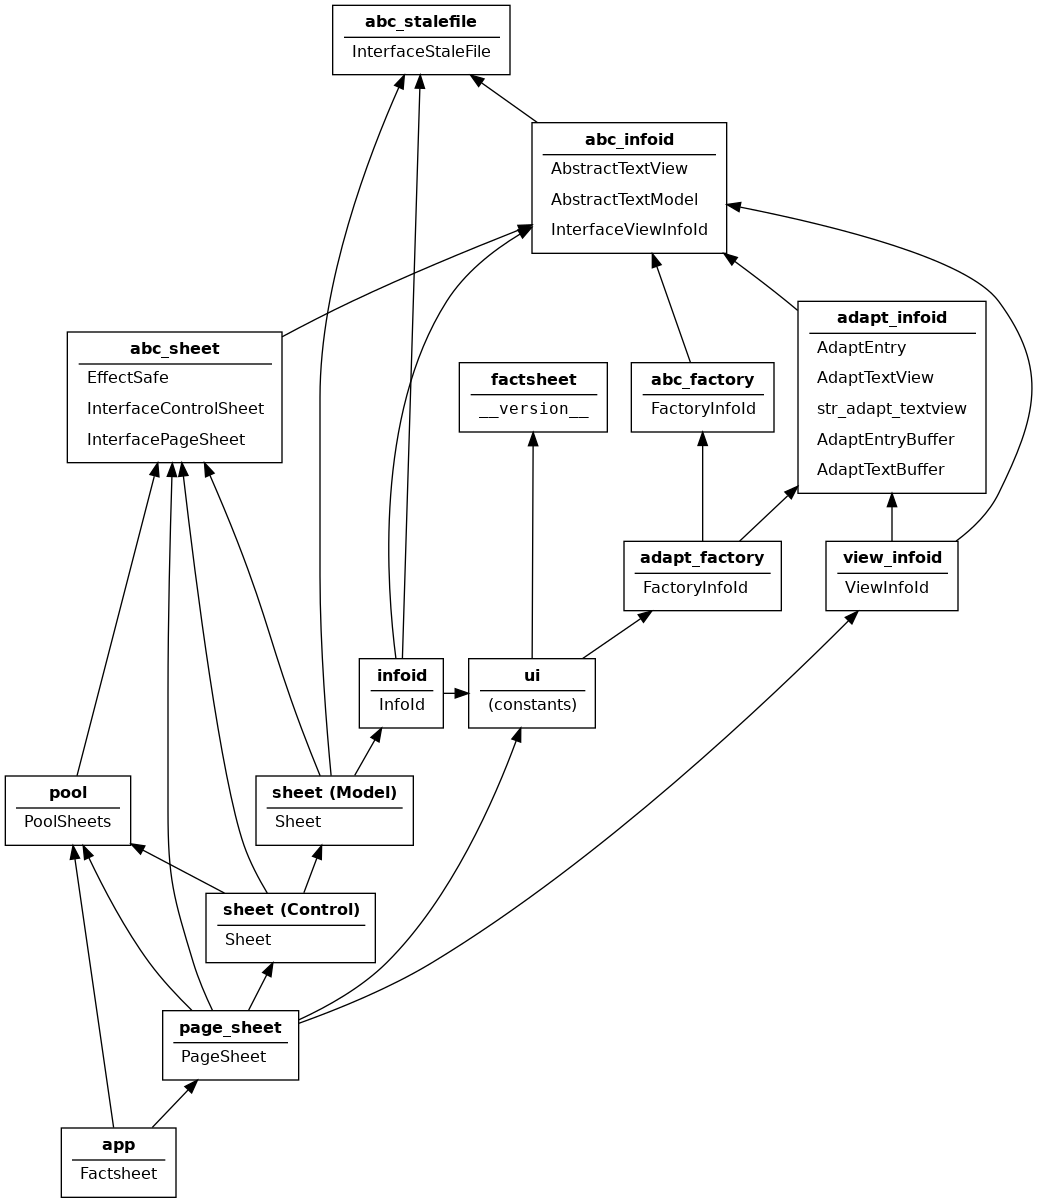 abc_stalefile
InterfaceStaleFile
abc_infoid
AbstractTextView
AbstractTextModel
InterfaceViewInfoId
adapt_infoid
AdaptEntry
AdaptTextView
str_adapt_textview
AdaptEntryBuffer
AdaptTextBuffer
abc_sheet
EffectSafe
InterfaceControlSheet
InterfacePageSheet
factsheet
__version__
abc_factory
FactoryInfoId
adapt_factory
FactoryInfoId
view_infoid
ViewInfoId
infoid
InfoId
ui
(constants)
pool
PoolSheets
sheet (Model)
Sheet
sheet (Control)
Sheet
page_sheet
PageSheet
app
Factsheet